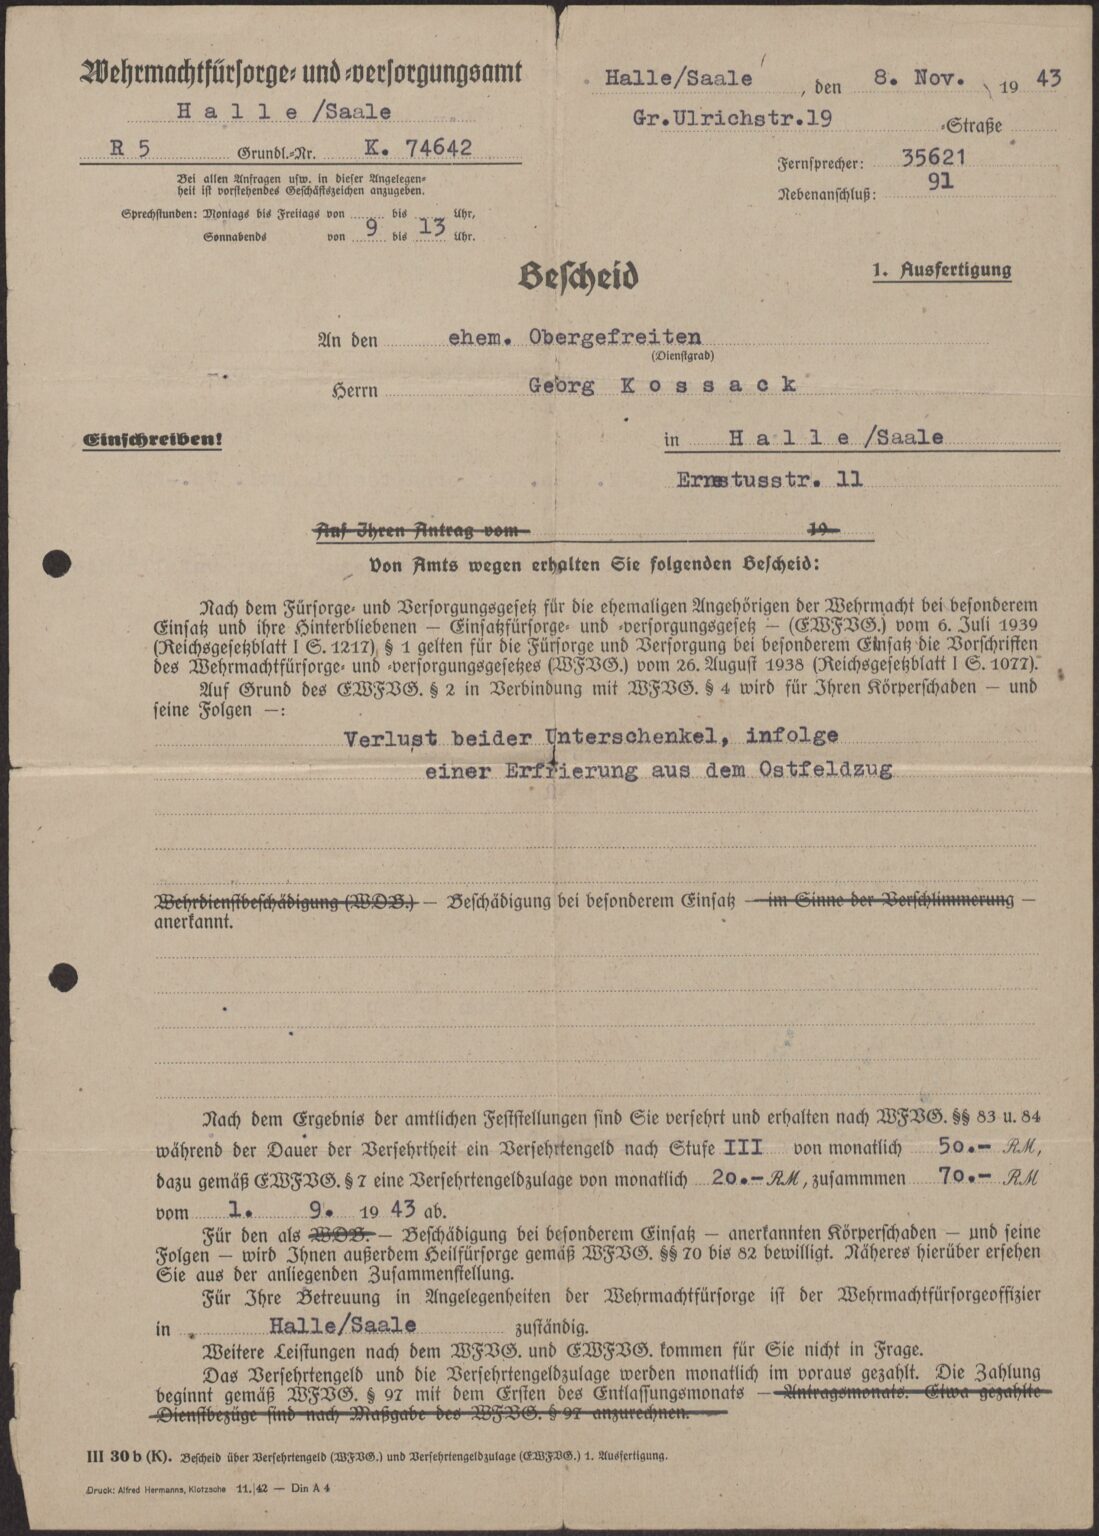 Wehrmachtfürsorge- und -versorgungsamt
Halle/Saale
R 5 Grundl.-Nr. K. 74642
Bei allen Anfragen usw. in dieser Angelegen-
heit ist vorstehendes Geschäftszeichen anzugeben.
Sprechstunden: Montags bis Freitags von bis Uhr,
Sonnabends von 9 bis 13 Uhr.
Halle/Saale, den 8. Nov. 1943
Gr.Ulrichstr.19 -Straße
Fernsprecher: 35621
Nebenanschluß: 91
Bescheid
1. Ausfertigung
An den ehem. Obergefreiten
(Dienstgrad)
Herrn Georg Kossack
Einschreiben!
in Halle/Saale
Ernstusstr. 11
Auf Ihren Antrag vom 19
Von Amts wegen erhalten Sie folgenden Bescheid:
Nach dem Fürsorge- und Versorgungsgesetz für die ehemaligen Angehörigen der Wehrmacht bei besonderem
Einsatz und ihre Hinterbliebenen — Einsatzfürsorge- und -versorgungsgesetz — (EWFVG.) vom 6. Juli 1939
(Reichsgesetzblatt I S. 1217) § 1 gelten für die Fürsorge und Versorgung bei besonderem Einsatz die Vorschriften
des Wehrmachtfürsorge- und -versorgungsgesetzes (WFVG.) vom 26. August 1938 (Reichsgesetzblatt I S. 1077).
Auf Grund des EWFVG. § 2 in Verbindung mit WFVG. § 4 wird für Ihren Körperschaden — und
seine Folgen —:
Verlust beider Unterschenkel, infolge
einer Erfrierung aus dem Ostfeldzug
Wehrdienstbeschädigung (WDB.) — Beschädigung bei besonderem Einsatz — im Sinne der Verschlimmerung —
anerkannt.
Nach dem Ergebnis der amtlichen Feststellungen sind Sie versehrt und erhalten nach WFVG. §§ 83 u. 84
während der Dauer der Versehrtheit ein Versehrtengeld nach Stufe III von monatlich 50.- RM,
dazu gemäß EWFVG. § 7 eine Versehrtengeldzulage von monatlich 20.- RM, zusammmen 70.- RM
vom 1. 9. 1943 ab.
Für den als WDB. — Beschädigung bei besonderem Einsatz — anerkannten Körperschaden — und seine
Folgen — wird Ihnen außerdem Heilfürsorge gemäß WFVG. §§ 70 bis 82 bewilligt. Näheres hierüber ersehen
Sie aus der anliegenden Zusammenstellung.
Für Ihre Betreuung in Angelegenheiten der Wehrmachtfürsorge ist der Wehrmachtfürsorgeoffizier
in Halle/Saale zuständig.
Weitere Leistungen nach dem WFVG. und EWFVG. kommen für Sie nicht in Frage.
Das Versehrtengeld und die Versehrtengeldzulage werden monatlich im voraus gezahlt. Die Zahlung
beginnt gemäß WFVG. § 97 mit dem Ersten des Entlassungsmonats — Antragsmonats. Etwa gezahlte
Dienstbezüge sind nach Maßgabe des WFVG. § 97 anzurechnen.
III 30 b (K). Bescheid über Versehrtengeld (WFVG.) und Versehrtengeldzulage (EWFVG.) 1. Ausfertigung.
Druck: Alfred Hermanns, Klotzsche 11. 42 — Din A 4